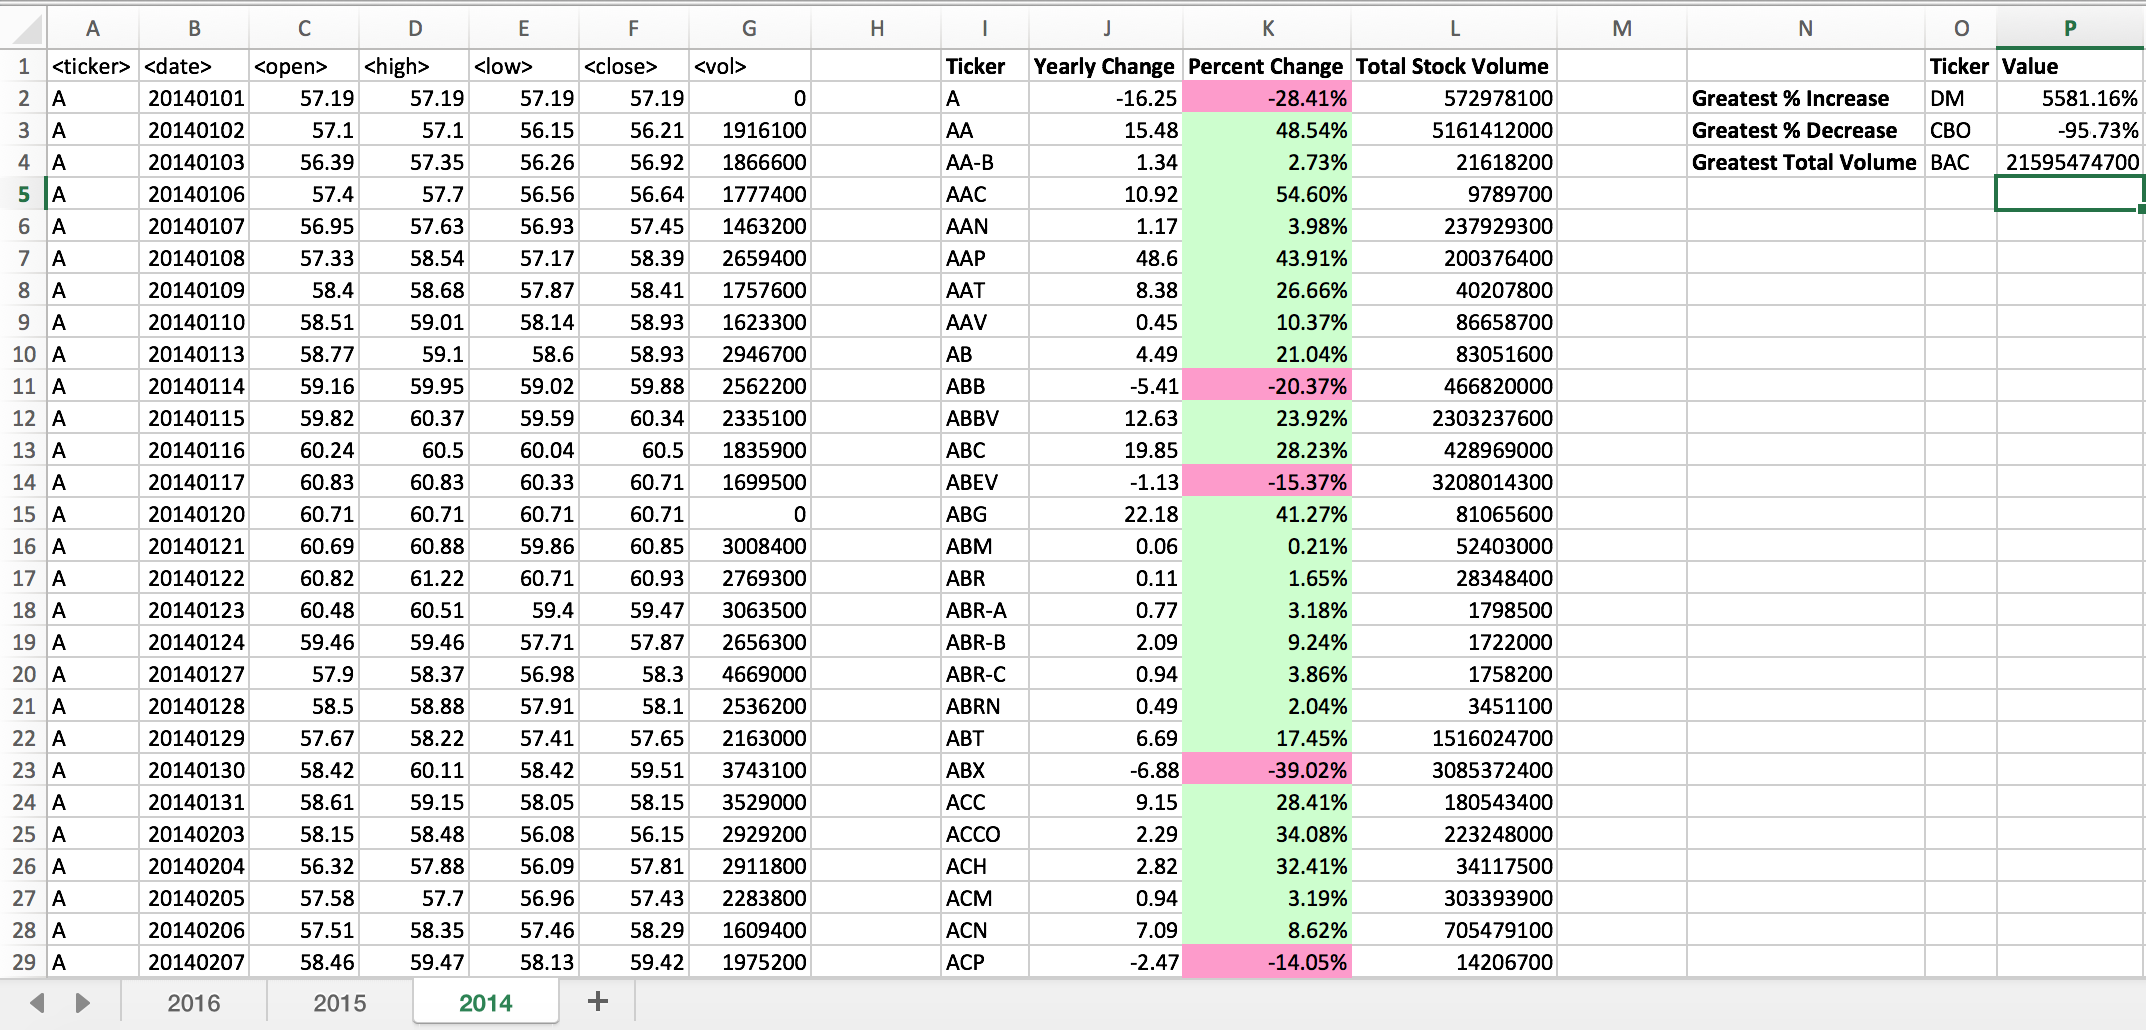 A B C D E F G H I J K L M N O P
1 <ticker> <date> <open> <high> <low> <close> <vol> Ticker Yearly Change Percent Change Total Stock Volume Ticker Value
2 A 20140101 57.19 57.19 57.19 57.19 0 A -16.25 -28.41% 572978100 Greatest % Increase DM 5581.16%
3 A 20140102 57.1 57.1 56.15 56.21 1916100 AA 15.48 48.54% 5161412000 Greatest % Decrease CBO -95.73%
4 A 20140103 56.39 57.35 56.26 56.92 1866600 AA-B 1.34 2.73% 21618200 Greatest Total Volume BAC 21595474700
5 A 20140106 57.4 57.7 56.56 56.64 1777400 AAC 10.92 54.60% 9789700
6 A 20140107 56.95 57.63 56.93 57.45 1463200 AAN 1.17 3.98% 237929300
7 A 20140108 57.33 58.54 57.17 58.39 2659400 AAP 48.6 43.91% 200376400
8 A 20140109 58.4 58.68 57.87 58.41 1757600 AAT 8.38 26.66% 40207800
9 A 20140110 58.51 59.01 58.14 58.93 1623300 AAV 0.45 10.37% 86658700
10 A 20140113 58.77 59.1 58.6 58.93 2946700 AB 4.49 21.04% 83051600
11 A 20140114 59.16 59.95 59.02 59.88 2562200 ABB -5.41 -20.37% 466820000
12 A 20140115 59.82 60.37 59.59 60.34 2335100 ABBV 12.63 23.92% 2303237600
13 A 20140116 60.24 60.5 60.04 60.5 1835900 ABC 19.85 28.23% 428969000
14 A 20140117 60.83 60.83 60.33 60.71 1699500 ABEV -1.13 -15.37% 3208014300
15 A 20140120 60.71 60.71 60.71 60.71 0 ABG 22.18 41.27% 81065600
16 A 20140121 60.69 60.88 59.86 60.85 3008400 ABM 0.06 0.21% 52403000
17 A 20140122 60.82 61.22 60.71 60.93 2769300 ABR 0.11 1.65% 28348400
18 A 20140123 60.48 60.51 59.4 59.47 3063500 ABR-A 0.77 3.18% 1798500
19 A 20140124 59.46 59.46 57.71 57.87 2656300 ABR-B 2.09 9.24% 1722000
20 A 20140127 57.9 58.37 56.98 58.3 4669000 ABR-C 0.94 3.86% 1758200
21 A 20140128 58.5 58.88 57.91 58.1 2536200 ABRN 0.49 2.04% 3451100
22 A 20140129 57.67 58.22 57.41 57.65 2163000 ABT 6.69 17.45% 1516024700
23 A 20140130 58.42 60.11 58.42 59.51 3743100 ABX -6.88 -39.02% 3085372400
24 A 20140131 58.61 59.15 58.05 58.15 3529000 ACC 9.15 28.41% 180543400
25 A 20140203 58.15 58.48 56.08 56.15 2929200 ACCO 2.29 34.08% 223248000
26 A 20140204 56.32 57.88 56.09 57.81 2911800 ACH 2.82 32.41% 34117500
27 A 20140205 57.58 57.7 56.96 57.43 2283800 ACM 0.94 3.19% 303393900
28 A 20140206 57.51 58.35 57.46 58.29 1609400 ACN 7.09 8.62% 705479100
29 A 20140207 58.46 59.47 58.13 59.42 1975200 ACP -2.47 -14.05% 14206700
2016 2015 2014 +